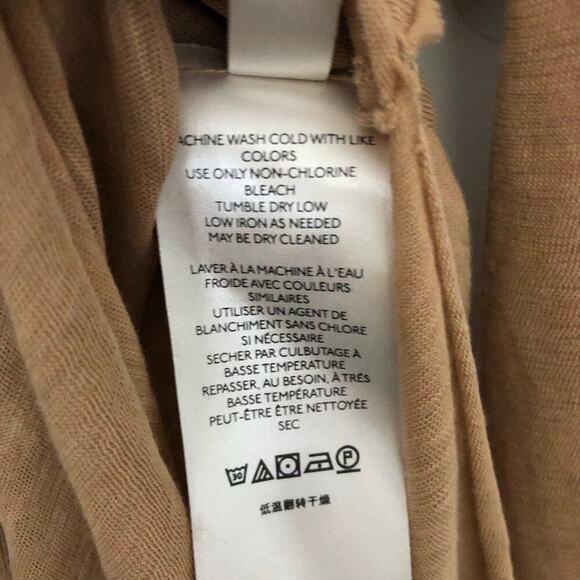 ACHINE WASH COLD WITH LIKE
COLORS
USE ONLY NON-CHLORINE
BLEACH
TUMBLE DRY LOW
LOW IRON AS NEEDED
MAY BE DRY CLEANED
LAVER À LA MACHINE À L'EAU
FROIDE AVEC COULEURS
SIMILAIRES
UTILISER UN AGENT DE
BLANCHIMENT SANS CHLORE
SI NÉCESSAIRE
SECHER PAR CULBUTAGE À
BASSE TEMPERATURE
REPASSER, AU BESOIN, À TRÉS
BASSE TEMPÉRATURE
PEUT-ÊTRE ÊTRE NETTOYÉE
SEC
30 P
低温翻转干燥